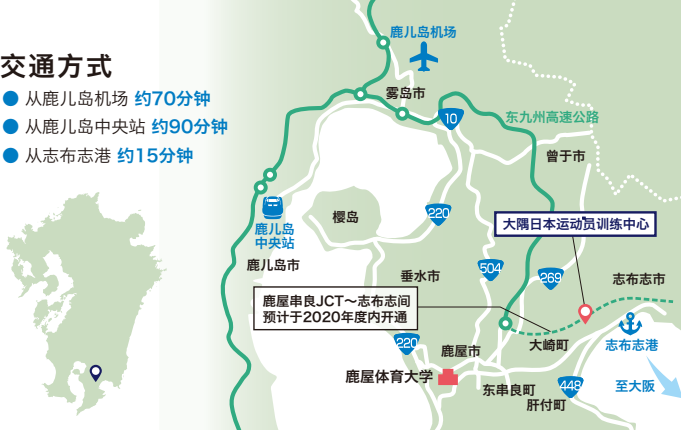 交通方式
● 从鹿儿岛机场 约70分钟
● 从鹿儿岛中央站 约90分钟
● 从志布志港 约15分钟
鹿儿岛机场
雾岛市
10
东九州高速公路
曾于市
樱岛
220
大隅日本运动员训练中心
鹿儿岛
中央站
鹿儿岛市
垂水市
504
269
志布志市
鹿屋串良JCT～志布志间
预计于2020年度内开通
220
鹿屋市
大崎町
志布志港
鹿屋体育大学
东串良町
448
至大阪
肝付町